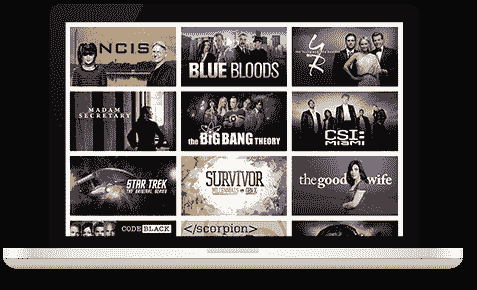 NCIS
BLUE BLOODS
Y&R
MADAM
SECRETARY
the BIG BANG THEORY
CSI:
MIAMI
STAR TREK
THE ORIGINAL SERIES
SURVIVOR
MILLENNIALS vs GEN X
the good wife
CODE BLACK
</scorpion>